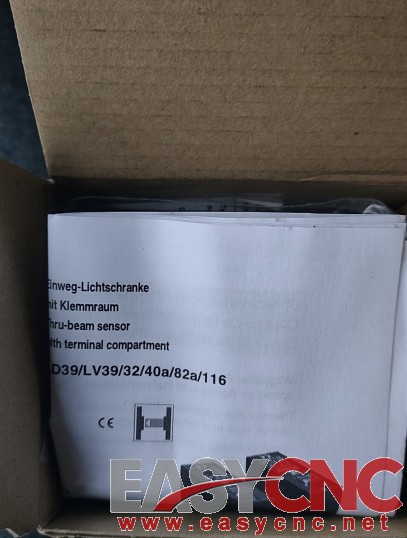 Einweg-Lichtschranke
mit Klemmraum
Thru-beam sensor
with terminal compartment
D39/LV39/32/40a/82a/116
CE
EASYCNC
www.easycnc.net